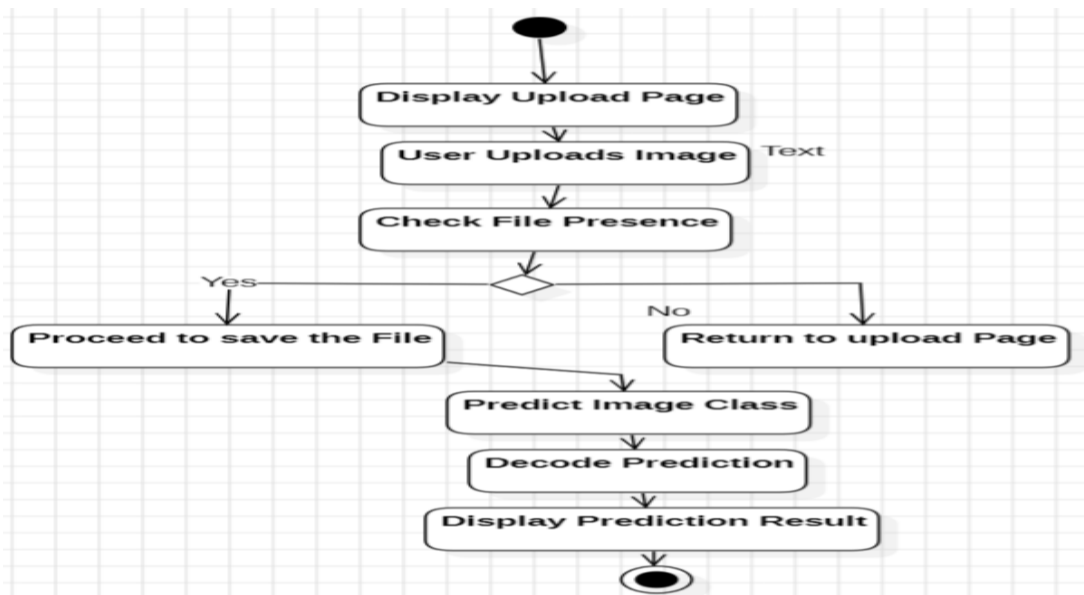 Display Upload Page
User Uploads Image
Text
Check File Presence
Yes
No
Proceed to save the File
Return to upload Page
Predict Image Class
Decode Prediction
Display Prediction Result